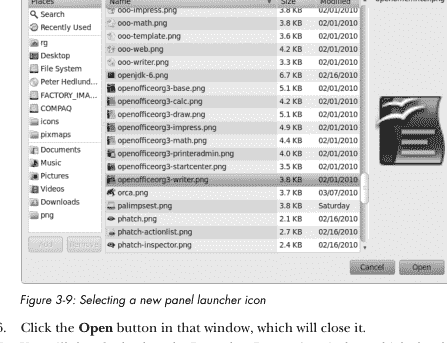 Places
Name Size Modified
Search
Recently Used
rg
Desktop
File System
Peter Hedlund,...
FACTORY_IMA...
COMPAQ
icons
pixmaps
Documents
Music
Pictures
Videos
Downloads
png
Add Remove
ooo-impress.png 3.8 KB 02/01/2010
ooo-math.png 3.8 KB 02/01/2010
ooo-template.png 3.6 KB 02/01/2010
ooo-web.png 4.2 KB 02/01/2010
ooo-writer.png 3.3 KB 02/01/2010
openjdk-6.png 6.7 KB 02/16/2010
openofficeorg3-base.png 5.1 KB 02/01/2010
openofficeorg3-calc.png 4.2 KB 02/01/2010
openofficeorg3-draw.png 5.1 KB 02/01/2010
openofficeorg3-impress.png 4.9 KB 02/01/2010
openofficeorg3-math.png 4.4 KB 02/01/2010
openofficeorg3-printeradmin.png 4.0 KB 02/01/2010
openofficeorg3-startcenter.png 3.5 KB 02/01/2010
openofficeorg3-writer.png 3.8 KB 02/01/2010
orca.png 3.7 KB 03/07/2010
palimpsest.png 3.8 KB Saturday
phatch.png 2.1 KB 02/16/2010
phatch-actionlist.png 2.7 KB 02/16/2010
phatch-inspector.png 2.4 KB 02/16/2010
Cancel Open
Figure 3-9: Selecting a new panel launcher icon
Click the Open button in that window, which will close it.